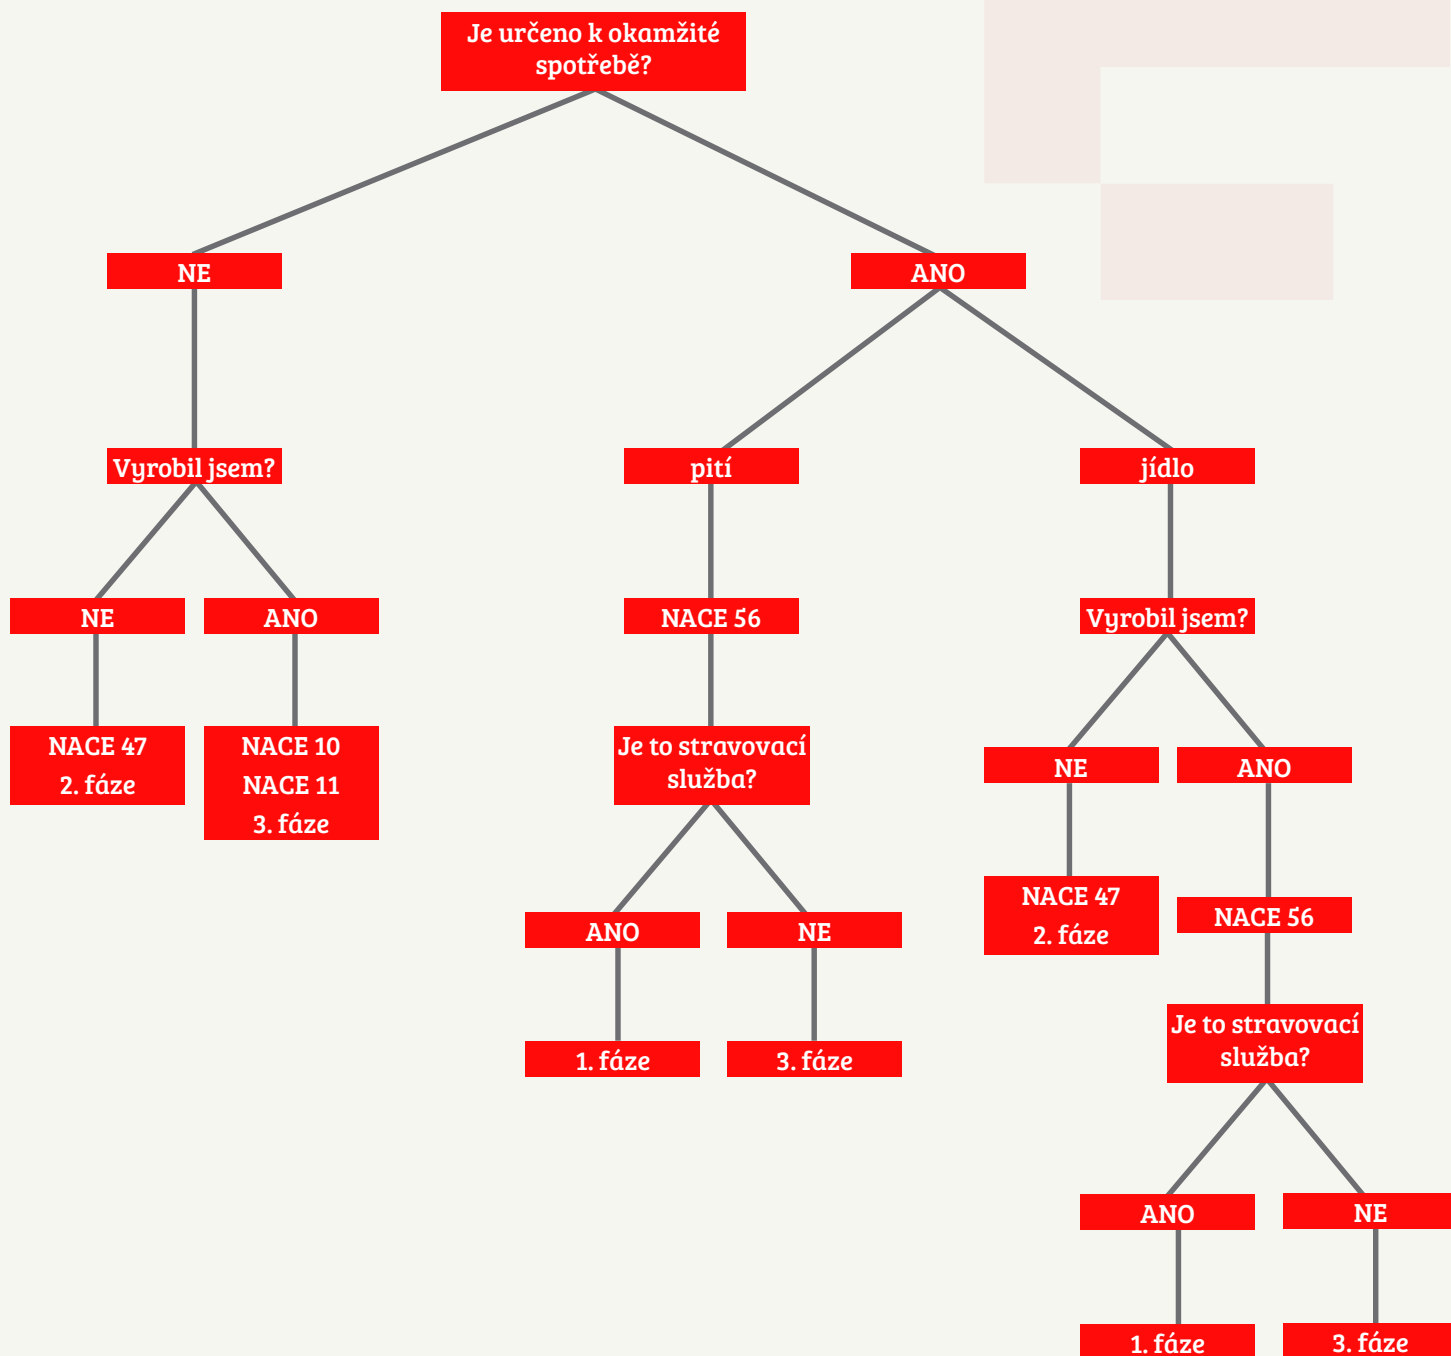 Je určeno k okamžité
spotřebě?
NE
ANO
Vyrobil jsem?
pití
jídlo
NE
ANO
NACE 56
Vyrobil jsem?
NACE 47
2. fáze
NACE 10
NACE 11
3. fáze
Je to stravovací
služba?
NE
ANO
NACE 47
2. fáze
NACE 56
ANO
NE
Je to stravovací
služba?
1. fáze
3. fáze
ANO
NE
1. fáze
3. fáze